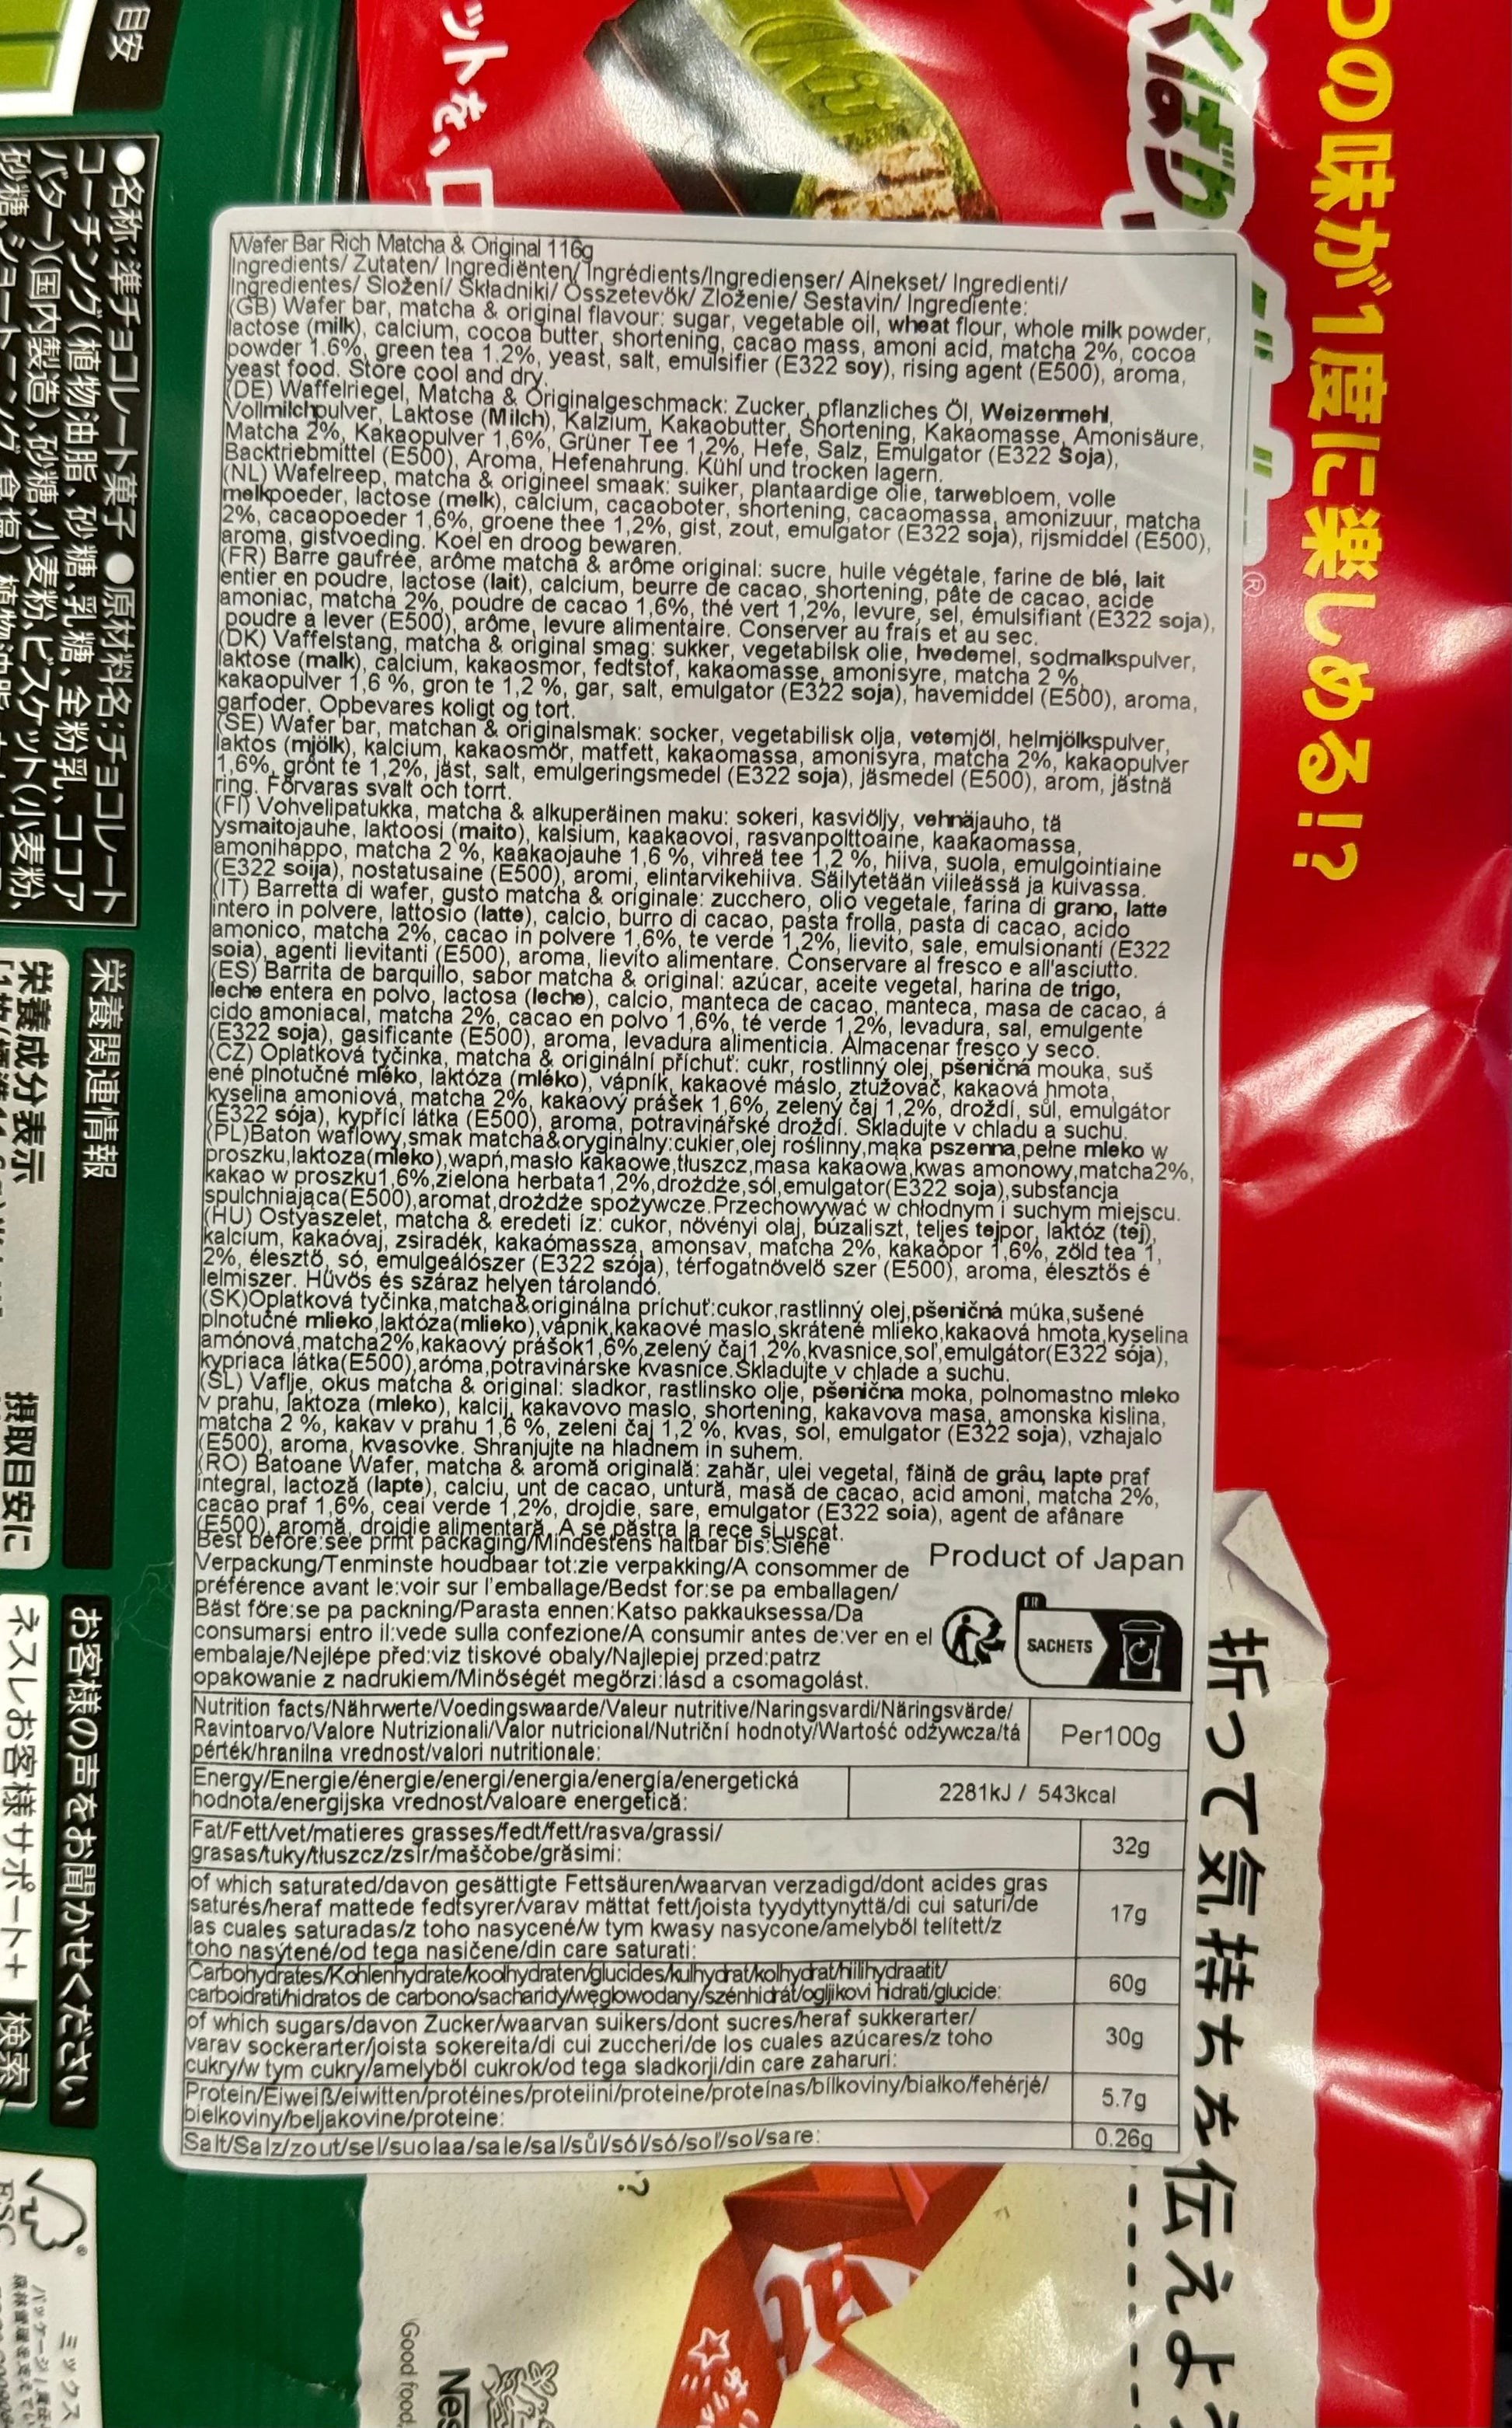 Wafer Bar Rich Matcha & Original 116g
Ingredients/ Zutaten/ Ingrediënten/ Ingrédients/Ingredienser/ Ainekset/ Ingredienti/
Ingredientes/ Složení/ Składniki/ Összetevők/ Zloženie/ Sestavin/ Ingrediente:
(GB) Wafer bar, matcha & original flavour: sugar, vegetable oil, wheat flour, whole milk powder,
lactose (milk), calcium, cocoa butter, shortening, cacao mass, amoni acid, matcha 2%, cocoa
powder 1.6%, green tea 1.2%, yeast, salt, emulsifier (E322 soy), rising agent (E500), aroma,
yeast food. Store cool and dry.
(DE) Waffelriegel, Matcha & Originalgeschmack: Zucker, pflanzliches Öl, Weizenmehl,
Vollmilchpulver, Laktose (Milch), Kalzium, Kakaobutter, Shortening, Kakaomasse, Amonisäure,
Matcha 2%, Kakaopulver 1,6%, Grüner Tee 1,2%, Hefe, Salz, Emulgator (E322 Soja),
Backtriebmittel (E500), Aroma, Hefenahrung. Kühl und trocken lagern.
(NL) Wafelreep, matcha & origineel smaak: suiker, plantaardige olie, tarwebloem, volle
melkpoeder, lactose (melk), calcium, cacaoboter, shortening, cacaomassa, amonizuur, matcha
2%, cacaopoeder 1,6%, groene thee 1,2%, gist, zout, emulgator (E322 soja), rijsmiddel (E500),
aroma, gistvoeding. Koel en droog bewaren.
(FR) Barre gaufrée, arôme matcha & arôme original: sucre, huile végétale, farine de blé, lait
entier en poudre, lactose (lait), calcium, beurre de cacao, shortening, pâte de cacao, acide
amoniac, matcha 2%, poudre de cacao 1,6%, thé vert 1,2%, levure, sel, émulsifiant (E322 soja),
poudre a lever (E500), arôme, levure alimentaire. Conserver au frais et au sec.
(DK) Vaffelstang, matcha & original smag: sukker, vegetabilsk olie, hvedemel, sodmalkspulver,
laktose (malk), calcium, kakaosmor, fedtstof, kakaomasse, amonisyre, matcha 2 %,
kakaopulver 1,6 %, gron te 1,2 %, gar, salt, emulgator (E322 soja), havemiddel (E500), aroma,
garfoder. Opbevares koligt og tort.
(SE) Wafer bar, matchan & originalsmak: socker, vegetabilisk olja, vetemjöl, helmjölkspulver,
laktos (mjölk), kalcium, kakaosmör, matfett, kakaomassa, amonisyra, matcha 2%, kakaopulver
1,6%, grönt te 1,2%, jäst, salt, emulgeringsmedel (E322 soja), jäsmedel (E500), arom, jästnä
ring. Förvaras svalt och torrt.
(FI) Vohvelipatukka, matcha & alkuperäinen maku: sokeri, kasviöljy, vehnäjauho, tä
ysmaitojauhe, laktoosi (maito), kalsium, kaakaovoi, rasvanpolttoaine, kaakaomassa,
amonihappo, matcha 2 %, kaakaojauhe 1,6 %, vihreä tee 1,2 %, hiiva, suola, emulgointiaine
(E322 soija), nostatusaine (E500), aromi, elintarvikehiiva. Säilytetään viileässä ja kuivassa.
(IT) Barretta di wafer, gusto matcha & originale: zucchero, olio vegetale, farina di grano, latte
intero in polvere, lattosio (latte), calcio, burro di cacao, pasta frolla, pasta di cacao, acido
amonico, matcha 2%, cacao in polvere 1,6%, te verde 1,2%, lievito, sale, emulsionanti (E322
soia), agenti lievitanti (E500), aroma, lievito alimentare. Conservare al fresco e all'asciutto.
(ES) Barrita de barquillo, sabor matcha & original: azúcar, aceite vegetal, harina de trigo,
leche entera en polvo, lactosa (leche), calcio, manteca de cacao, manteca, masa de cacao, á
cido amoniacal, matcha 2%, cacao en polvo 1,6%, té verde 1,2%, levadura, sal, emulgente
(E322 soja), gasificante (E500), aroma, levadura alimenticia. Almacenar fresco y seco.
(CZ) Oplatková tyčinka, matcha & originální příchuť: cukr, rostlinný olej, pšeničná mouka, suš
ené plnotučné mléko, laktóza (mléko), vápník, kakaové máslo, ztužovač, kakaová hmota,
kyselina amoniová, matcha 2%, kakaový prášek 1,6%, zelený čaj 1,2%, droždí, sůl, emulgátor
(E322 sója), kypřící látka (E500), aroma, potravinářské droždí. Skladujte v chladu a suchu.
(PL)Baton waflowy,smak matcha&oryginalny:cukier,olej roślinny,mąka pszenna,pełne mleko w
proszku,laktoza(mleko),wapń,masło kakaowe,tłuszcz,masa kakaowa,kwas amonowy,matcha2%,
kakao w proszku1,6%,zielona herbata1,2%,drożdże,sól,emulgator(E322 soja),substancja
spulchniająca(E500),aromat,drożdże spożywcze.Przechowywać w chłodnym i suchym miejscu.
(HU) Ostyaszelet, matcha & eredeti íz: cukor, növényi olaj, búzaliszt, teljes tejpor, laktóz (tej),
kalcium, kakaóvaj, zsiradék, kakaómassza, amonsav, matcha 2%, kakaópor 1,6%, zöld tea 1,
2%, élesztő, só, emulgeálószer (E322 szója), térfogatnövelő szer (E500), aroma, élesztős é
lelmiszer. Hűvös és száraz helyen tárolandó.
(SK)Oplatková tyčinka,matcha&originálna príchuť:cukor,rastlinný olej,pšeničná múka,sušené
plnotučné mlieko,laktóza(mlieko),vápnik,kakaové maslo,skrátené mlieko,kakaová hmota,kyselina
amónová,matcha2%,kakaový prášok1,6%,zelený čaj1,2%,kvasnice,soľ,emulgátor(E322 sója),
kypriaca látka(E500),aróma,potravinárske kvasnice.Skladujte v chlade a suchu.
(SL) Vaflje, okus matcha & original: sladkor, rastlinsko olje, pšenična moka, polnomastno mleko
v prahu, laktoza (mleko), kalcij, kakavovo maslo, shortening, kakavova masa, amonska kislina,
matcha 2 %, kakav v prahu 1,6 %, zeleni čaj 1,2 %, kvas, sol, emulgator (E322 soja), vzhajalo
(E500), aroma, kvasovke. Shranjujte na hladnem in suhem.
(RO) Batoane Wafer, matcha & aromă originală: zahăr, ulei vegetal, făină de grâu, lapte praf
integral, lactoză (lapte), calciu, unt de cacao, untură, masă de cacao, acid amoni, matcha 2%,
cacao praf 1,6%, ceai verde 1,2%, drojdie, sare, emulgator (E322 soia), agent de afânare
(E500), aromă, drojdie alimentară. A se păstra la rece și uscat.
Best before:see print packaging/Mindestens haltbar bis:Siehe
Verpackung/Tenminste houdbaar tot:zie verpakking/A consommer de
préférence avant le:voir sur l'emballage/Bedst for:se pa emballagen/
Bäst före:se pa packning/Parasta ennen:Katso pakkauksessa/Da
consumarsi entro il:vede sulla confezione/A consumir antes de:ver en el
embalaje/Nejlépe před:viz tiskové obaly/Najlepiej przed:patrz
opakowanie z nadrukiem/Minőségét megőrzi:lásd a csomagolást.
Product of Japan
FR
SACHETS
Nutrition facts/Nährwerte/Voedingswaarde/Valeur nutritive/Naringsvardi/Näringsvärde/
Ravintoarvo/Valore Nutrizionali/Valor nutricional/Nutriční hodnoty/Wartość odżywcza/tá
pérték/hranilna vrednost/valori nutritionale:
Per100g
Energy/Energie/énergie/energi/energia/energía/energetická
hodnota/energijska vrednost/valoare energetică:
2281kJ / 543kcal
Fat/Fett/vet/matieres grasses/fedt/fett/rasva/grassi/
grasas/tuky/tłuszcz/zsír/maščobe/grăsimi:
32g
of which saturated/davon gesättigte Fettsäuren/waarvan verzadigd/dont acides gras
saturés/heraf mattede fedtsyrer/varav mättat fett/joista tyydyttynyttä/di cui saturi/de
las cuales saturadas/z toho nasycené/w tym kwasy nasycone/amelyből telített/z
toho nasýtené/od tega nasičene/din care saturati:
17g
Carbohydrates/Kohlenhydrate/koolhydraten/glucides/kulhydrat/kolhydrat/hiilihydraatit/
carboidrati/hidratos de carbono/sacharidy/węglowodany/szénhidrát/ogljikovi hidrati/glucide:
60g
of which sugars/davon Zucker/waarvan suikers/dont sucres/heraf sukkerarter/
varav sockerarter/joista sokereita/di cui zuccheri/de los cuales azúcares/z toho
cukry/w tym cukry/amelyből cukrok/od tega sladkorji/din care zaharuri:
30g
Protein/Eiweiß/eiwitten/protéines/proteiini/proteine/proteínas/bílkoviny/białko/fehérjé/
bielkoviny/beljakovine/proteine:
5.7g
Salt/Salz/zout/sel/suolaa/sale/sal/sůl/sól/só/soľ/sol/sare:
0.26g
つの味が1度に楽しめる!?
くばり
折って気持ちを伝えよ
ットを、
●名称:準チョコレート菓子 ●原材料名:チョコレート
コーチング(植物油脂、砂糖、乳糖、全粉乳、ココア
バター)(国内製造)、砂糖、小麦粉、ビスケット(小麦粉、
目安
栄養関連情報
栄養成分表示
摂取目安に
お客様の声をお聞かせください
ネスレお客様サポート+
検索
ミックス
FSC
Good food,
Nes